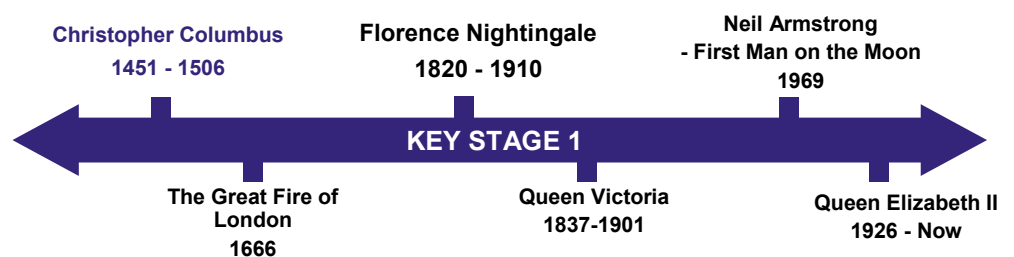 Christopher Columbus
1451 - 1506
Florence Nightingale
1820 - 1910
Neil Armstrong
- First Man on the Moon
1969
KEY STAGE 1
The Great Fire of
London
1666
Queen Victoria
1837-1901
Queen Elizabeth II
1926 - Now